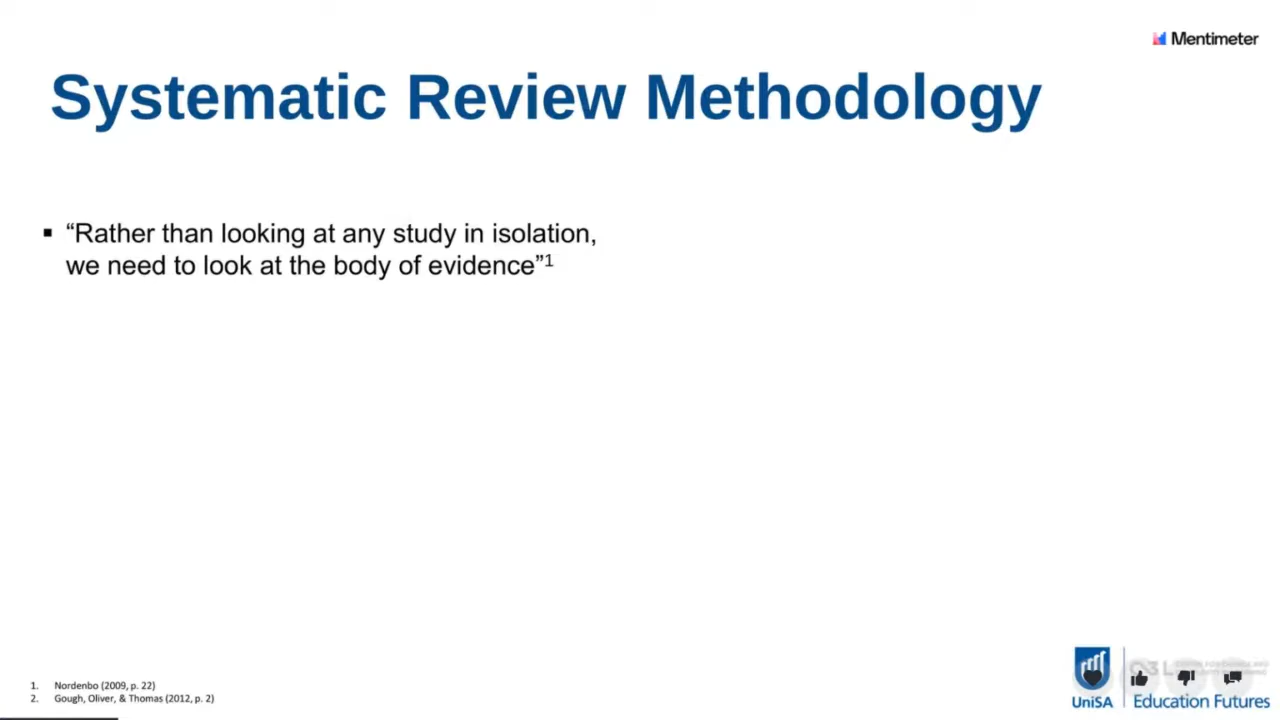 Mentimeter
Systematic Review Methodology
▪ “Rather than looking at any study in isolation,
we need to look at the body of evidence”¹
1. Nordenbo (2009, p. 22)
2. Gough, Oliver, & Thomas (2012, p. 2)
UniSA
Education Futures